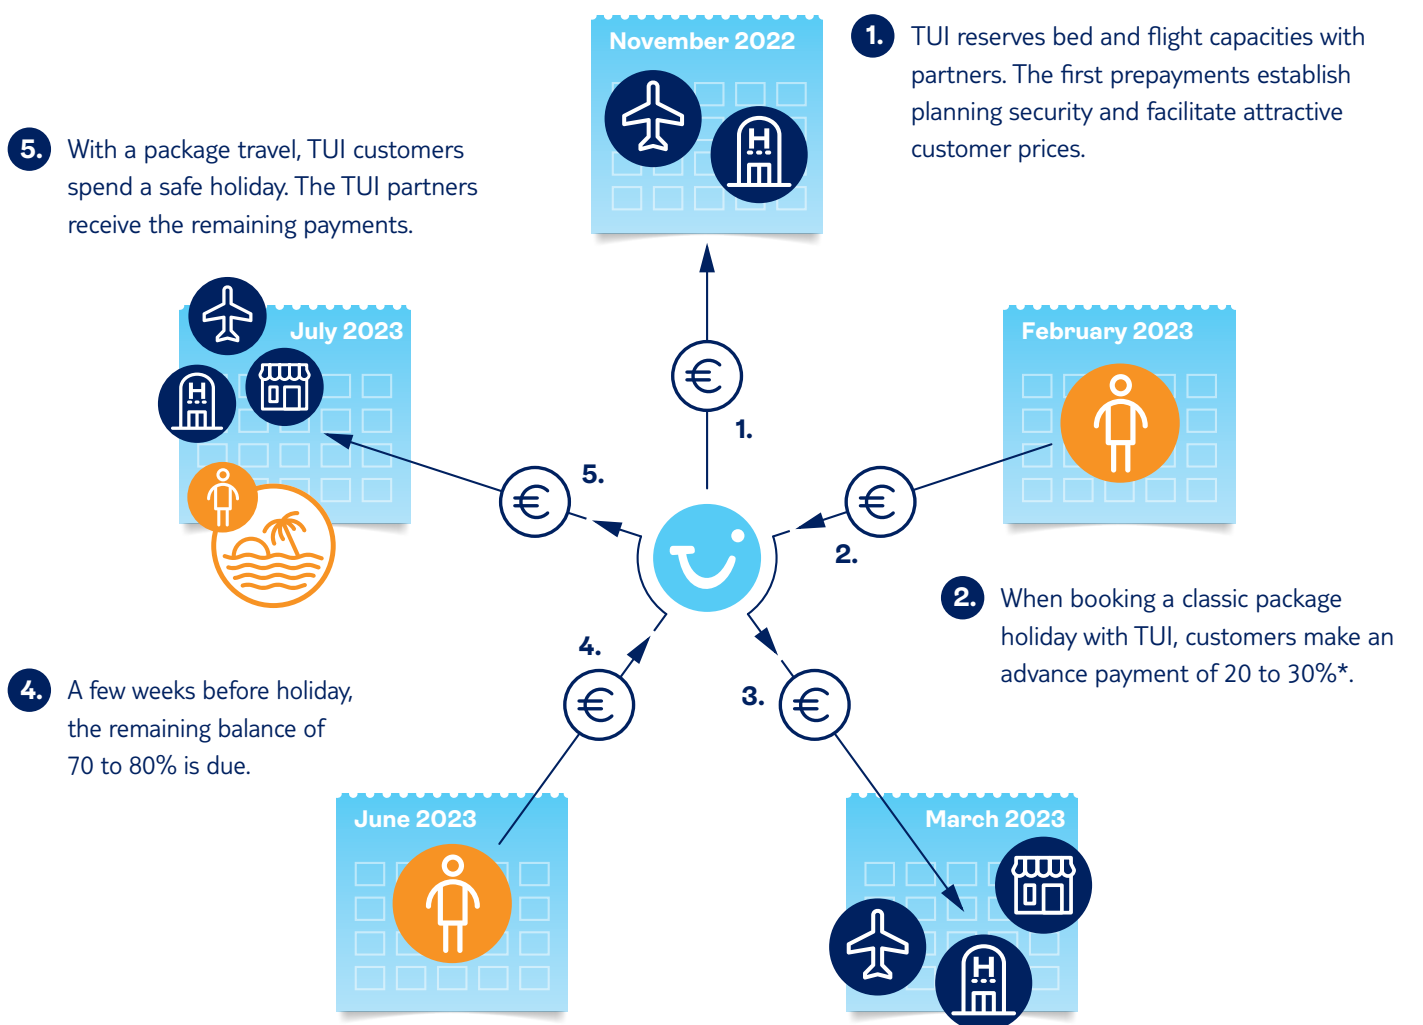 November 2022
1.
TUI reserves bed and flight capacities with
partners. The first prepayments establish
planning security and facilitate attractive
customer prices.
5.
With a package travel, TUI customers
spend a safe holiday. The TUI partners
receive the remaining payments.
July 2023
H
H
February 2023
€
1.
5.
€
€
2.
2.
When booking a classic package
holiday with TUI, customers make an
advance payment of 20 to 30%*.
4.
A few weeks before holiday,
the remaining balance of
70 to 80% is due.
4.
€
3.
€
June 2023
March 2023
H